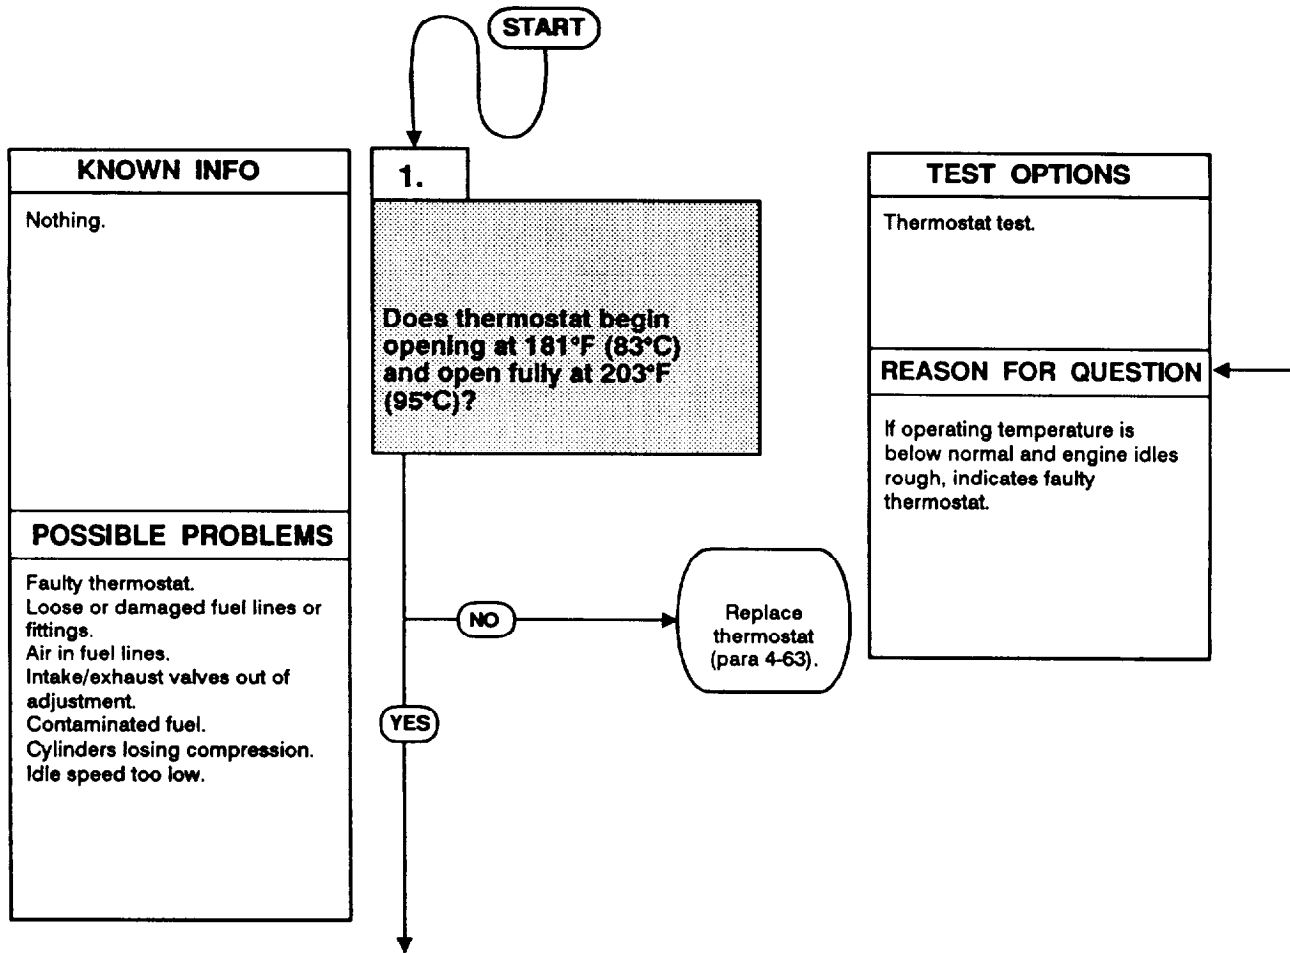 START
KNOWN INFO
Nothing.
POSSIBLE PROBLEMS
Faulty thermostat.
Loose or damaged fuel lines or
fittings.
Air in fuel lines.
Intake/exhaust valves out of
adjustment.
Contaminated fuel.
Cylinders losing compression.
Idle speed too low.
1.
Does thermostat begin
opening at 181°F (83°C)
and open fully at 203°F
(95°C)?
NO
Replace
thermostat
(para 4-63).
YES
TEST OPTIONS
Thermostat test.
REASON FOR QUESTION
If operating temperature is
below normal and engine idles
rough, indicates faulty
thermostat.